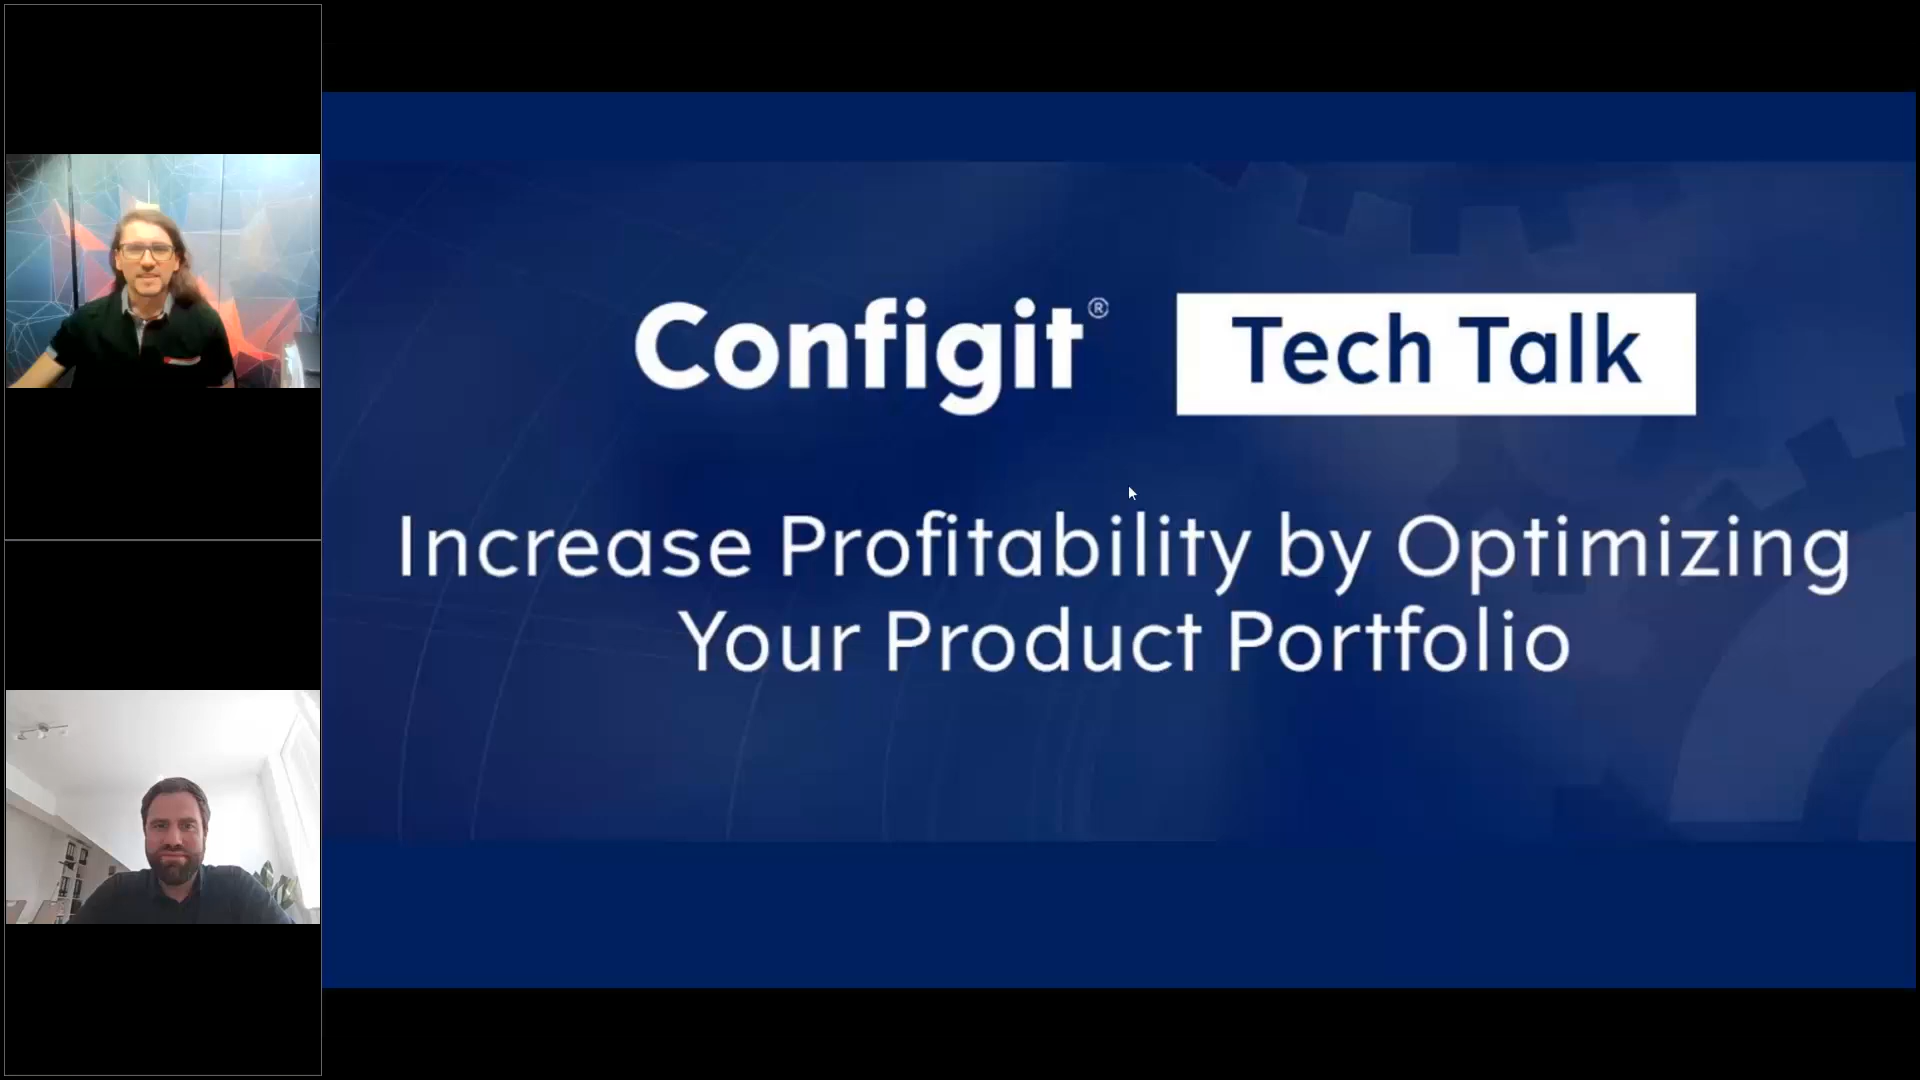 Configit®
Tech Talk
Increase Profitability by Optimizing
Your Product Portfolio